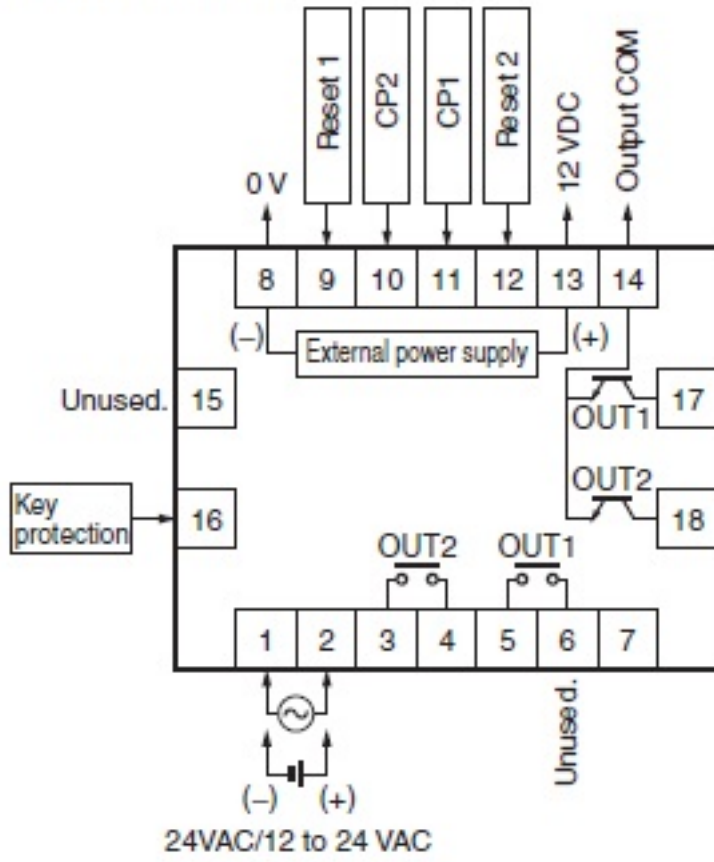 Reset 1
CP2
CP1
Reset 2
12 VDC
Output COM
0 V
8 9 10 11 12 13 14
(−) External power supply (+)
Unused. 15
17
OUT1
OUT2
Key
protection
16
18
OUT2 OUT1
1 2 3 4 5 6 7
Unused.
(−) (+)
24VAC/12 to 24 VAC